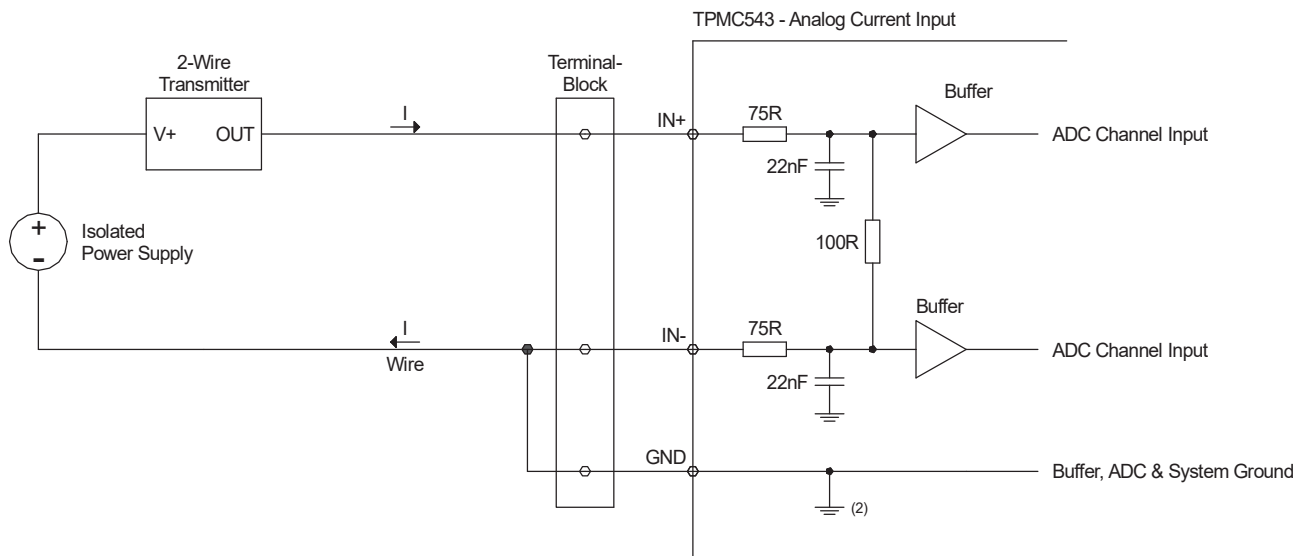 TPMC543 - Analog Current Input
2-Wire
Transmitter
Terminal-
Block
Buffer
I
IN+
75R
V+
OUT
ADC Channel Input
22nF
+
-
Isolated
Power Supply
100R
Buffer
I
IN-
75R
Wire
ADC Channel Input
22nF
GND
Buffer, ADC & System Ground
(2)